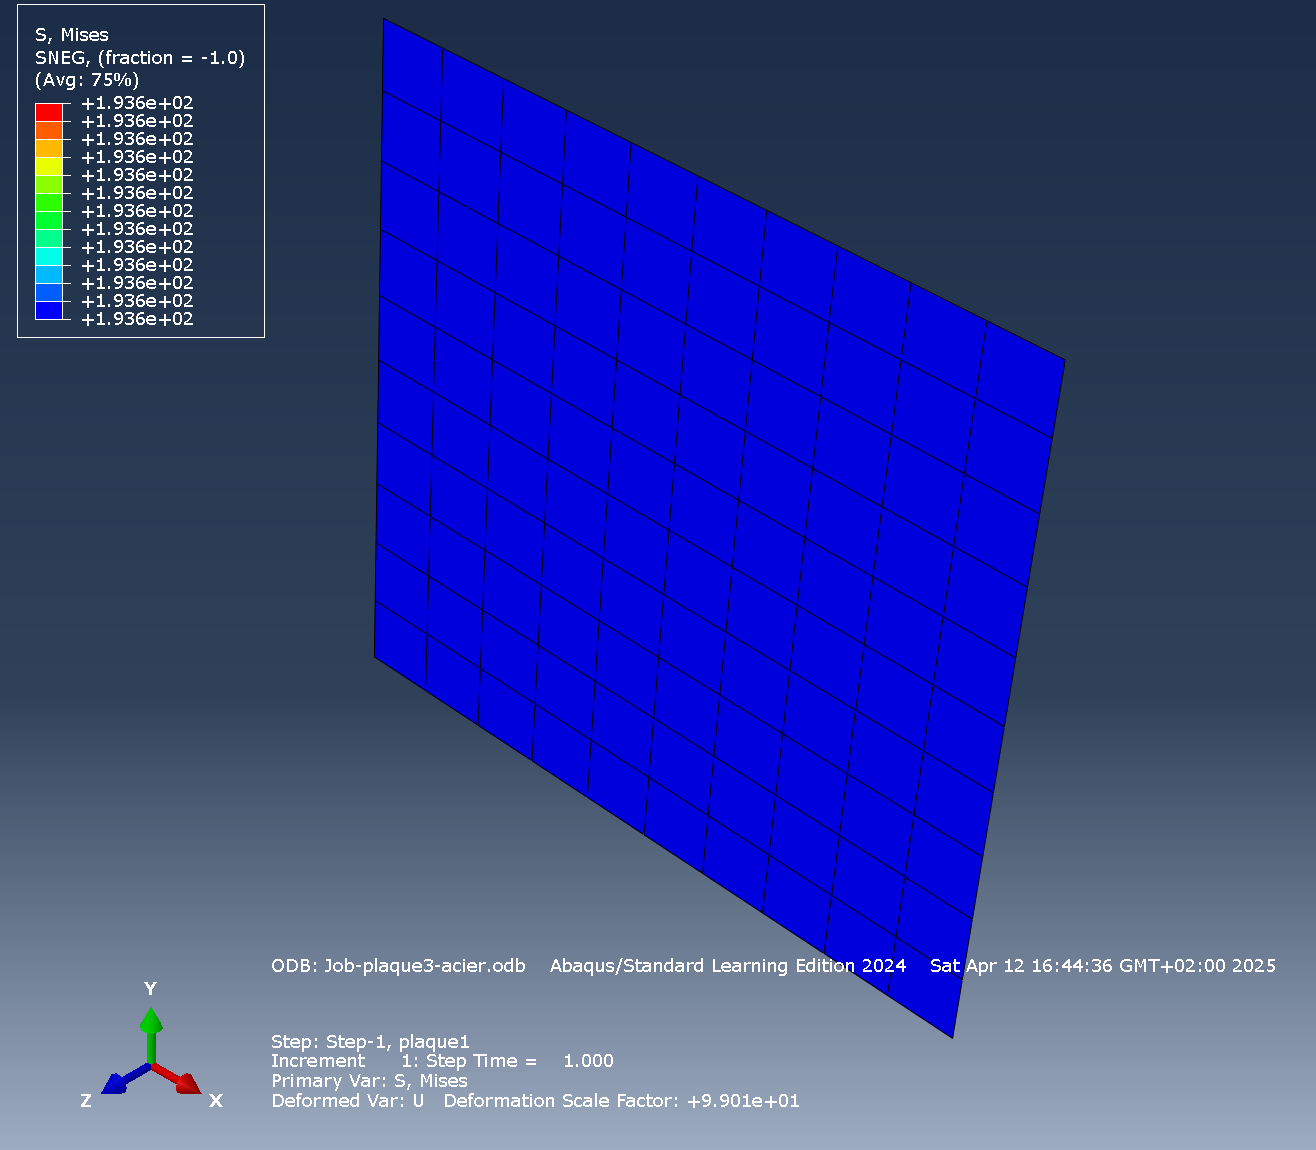 S, Mises
SNEG, (fraction = -1.0)
(Avg: 75%)
+1.936e+02
+1.936e+02
+1.936e+02
+1.936e+02
+1.936e+02
+1.936e+02
+1.936e+02
+1.936e+02
+1.936e+02
+1.936e+02
+1.936e+02
+1.936e+02
+1.936e+02
ODB: Job-plaque3-acier.odb Abaqus/Standard Learning Edition 2024 Sat Apr 12 16:44:36 GMT+02:00 2025
Y
Z
X
Step: Step-1, plaque1
Increment 1: Step Time = 1.000
Primary Var: S, Mises
Deformed Var: U Deformation Scale Factor: +9.901e+01